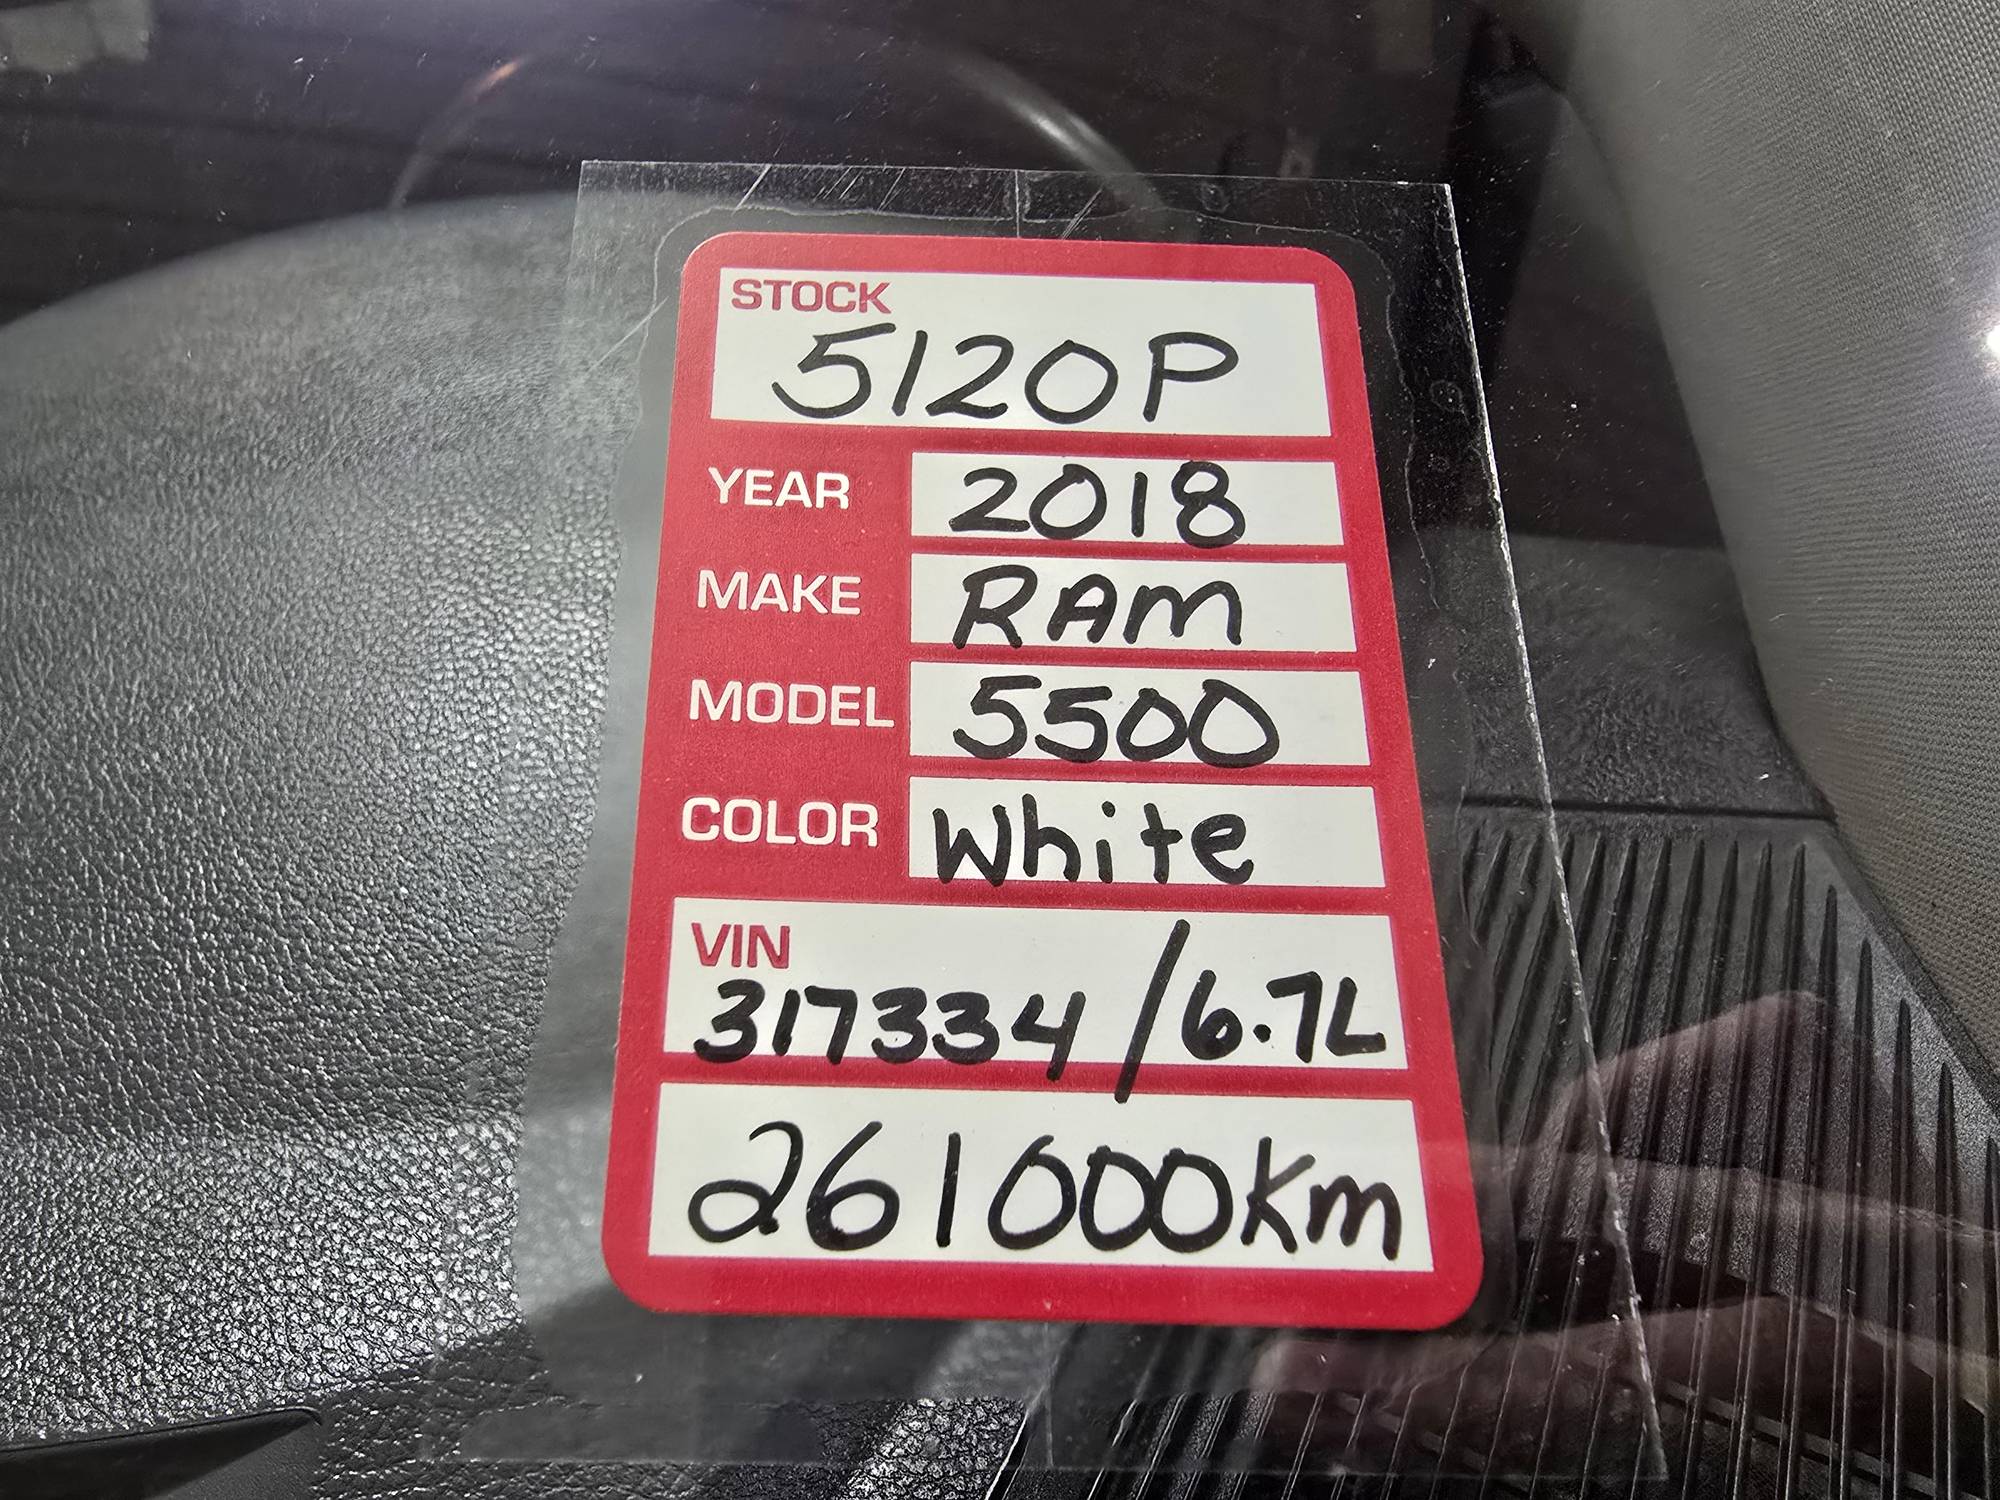 STOCK
5120P
YEAR 2018
MAKE RAM
MODEL 5500
COLOR White
VIN
317334/6.7L
261000Km